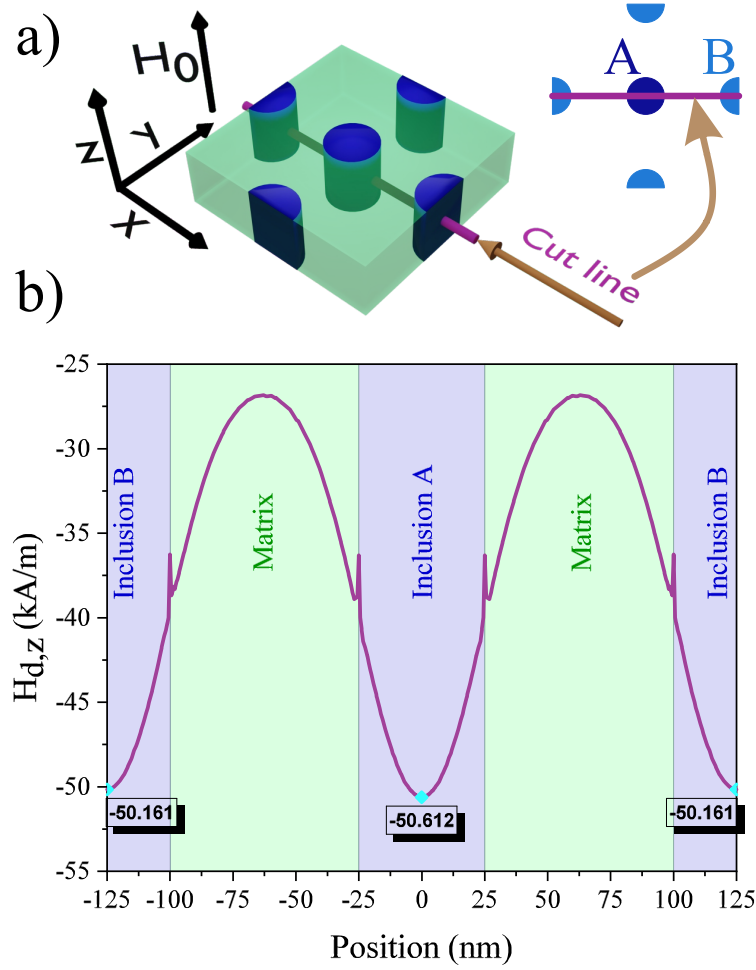 a)
H0
Z
Y
X
A B
Cut line
b)
H_{d,z} (kA/m)
-25
-30
-35
-40
-45
-50
-55
Inclusion B
Matrix
Inclusion A
Matrix
Inclusion B
-50.161
-50.612
-50.161
-125 -100 -75 -50 -25 0 25 50 75 100 125
Position (nm)